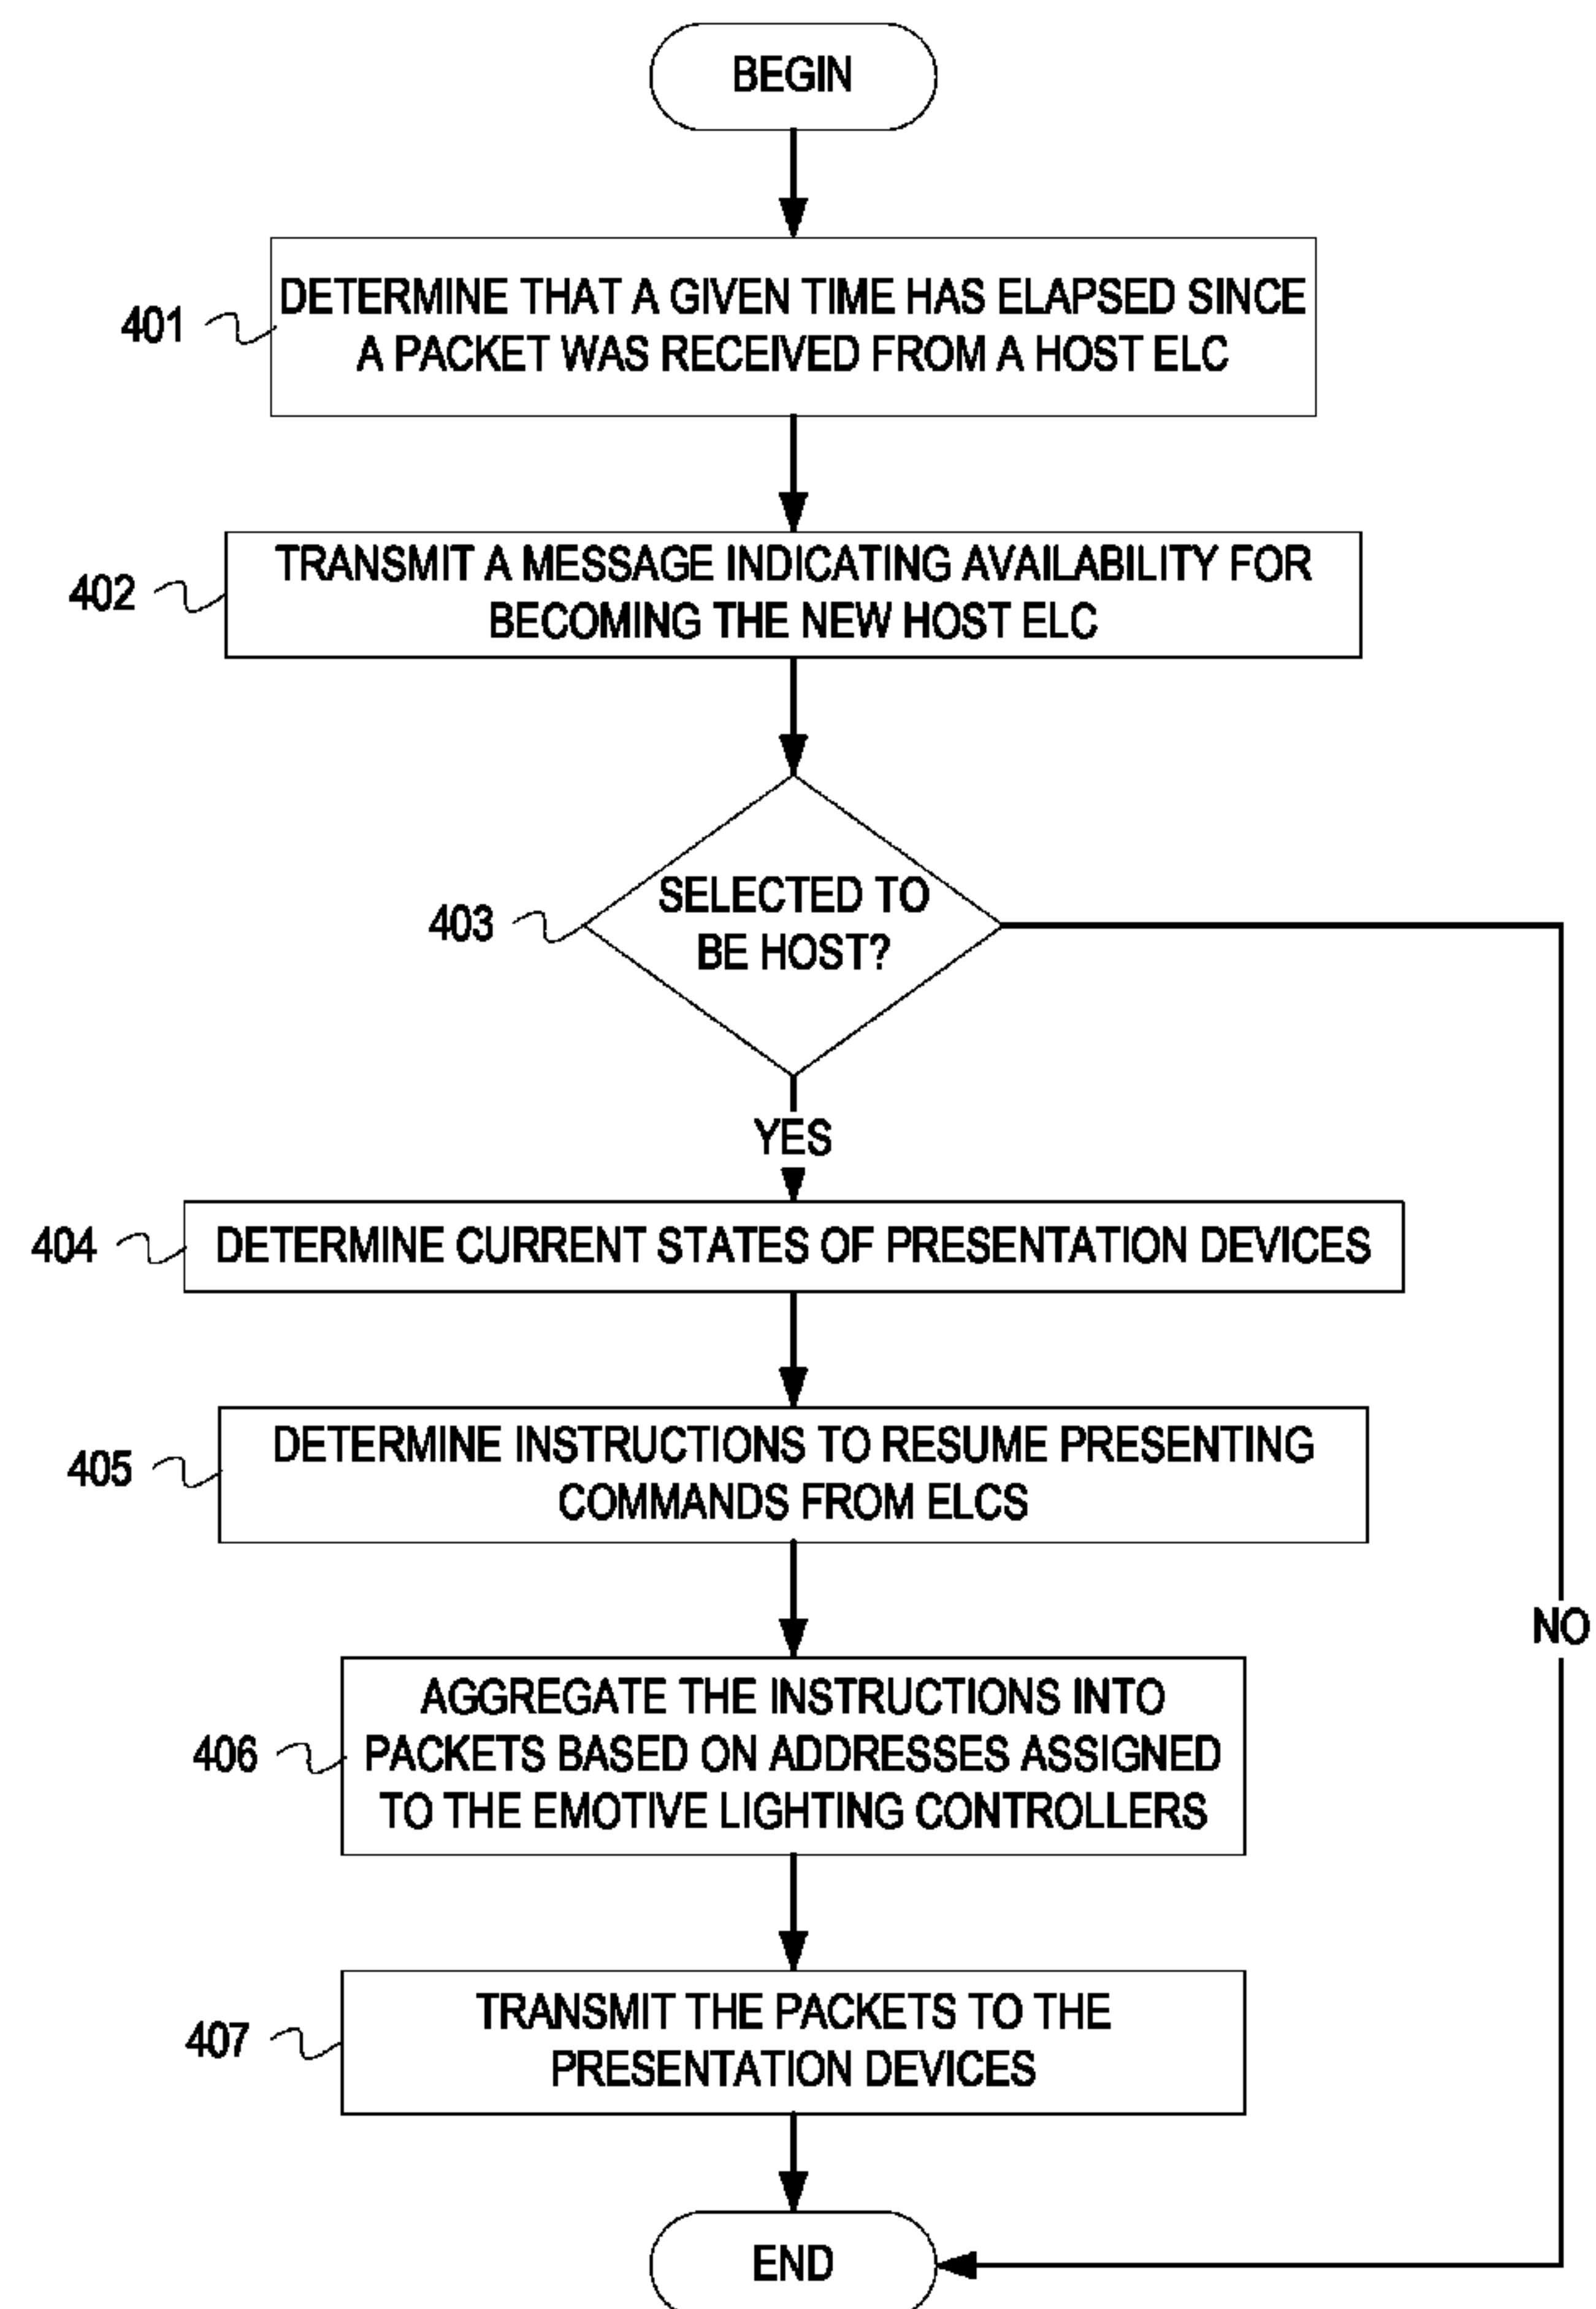 BEGIN
401
DETERMINE THAT A GIVEN TIME HAS ELAPSED SINCE
A PACKET WAS RECEIVED FROM A HOST ELC
402
TRANSMIT A MESSAGE INDICATING AVAILABILITY FOR
BECOMING THE NEW HOST ELC
403
SELECTED TO
BE HOST?
YES
404
DETERMINE CURRENT STATES OF PRESENTATION DEVICES
405
DETERMINE INSTRUCTIONS TO RESUME PRESENTING
COMMANDS FROM ELCS
NO
406
AGGREGATE THE INSTRUCTIONS INTO
PACKETS BASED ON ADDRESSES ASSIGNED
TO THE EMOTIVE LIGHTING CONTROLLERS
407
TRANSMIT THE PACKETS TO THE
PRESENTATION DEVICES
END